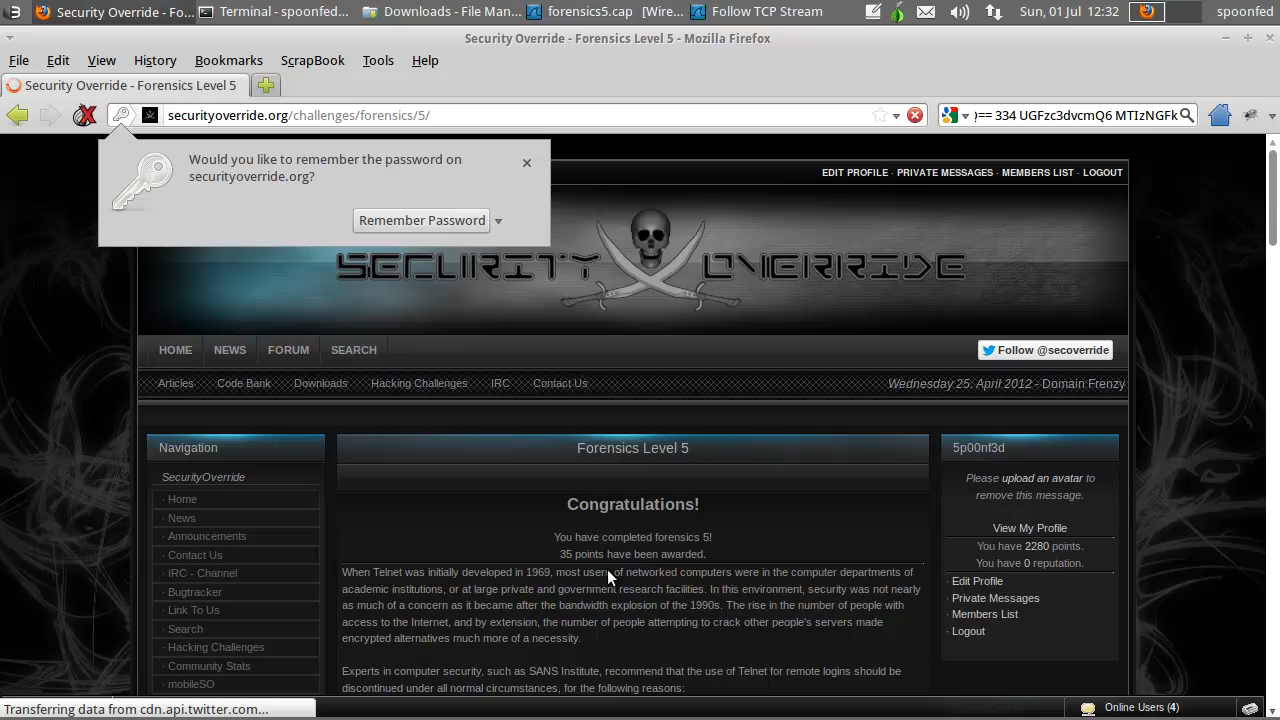 Security Override - Fo... Terminal - spoonfed... Downloads - File Man... forensics5.cap [Wire... Follow TCP Stream Sun, 01 Jul 12:32 spoonfed
Security Override - Forensics Level 5 - Mozilla Firefox
File Edit View History Bookmarks ScrapBook Tools Help
Security Override - Forensics Level 5
securityoverride.org/challenges/forensics/5/ )== 334 UGFzc3dvcmQ6 MTIzNGFk
Would you like to remember the password on
securityoverride.org?
Remember Password
EDIT PROFILE · PRIVATE MESSAGES · MEMBERS LIST · LOGOUT
SECURITY OVERRIDE
HOME NEWS FORUM SEARCH Follow @secoverride
Articles Code Bank Downloads Hacking Challenges IRC Contact Us Wednesday 25. April 2012 - Domain Frenzy
Navigation
SecurityOverride
· Home
· News
· Announcements
· Contact Us
· IRC - Channel
· Bugtracker
· Link To Us
· Search
· Hacking Challenges
· Community Stats
· mobileSO
Forensics Level 5
Congratulations!
You have completed forensics 5!
35 points have been awarded.
When Telnet was initially developed in 1969, most users of networked computers were in the computer departments of
academic institutions, or at large private and government research facilities. In this environment, security was not nearly
as much of a concern as it became after the bandwidth explosion of the 1990s. The rise in the number of people with
access to the Internet, and by extension, the number of people attempting to crack other people's servers made
encrypted alternatives much more of a necessity.
Experts in computer security, such as SANS Institute, recommend that the use of Telnet for remote logins should be
discontinued under all normal circumstances, for the following reasons:
5p00nf3d
Please upload an avatar to
remove this message.
View My Profile
You have 2280 points.
You have 0 reputation.
· Edit Profile
· Private Messages
· Members List
· Logout
Transferring data from cdn.api.twitter.com...
Online Users (4)